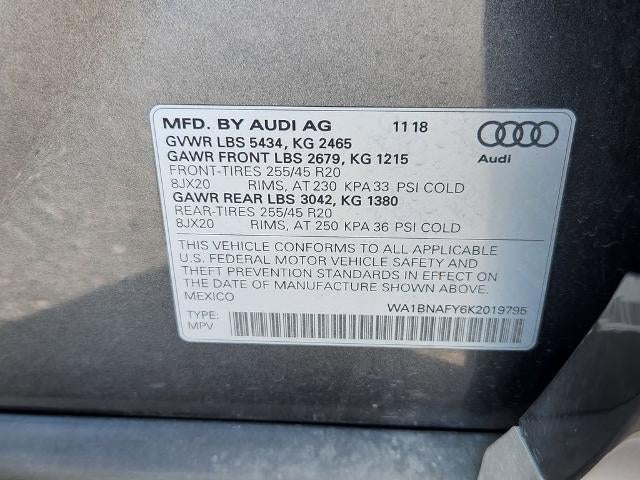 MFD. BY AUDI AG 11 18
GVWR LBS 5434, KG 2465
GAWR FRONT LBS 2679, KG 1215
FRONT-TIRES 255/45 R20
8JX20 RIMS, AT 230 KPA 33 PSI COLD
GAWR REAR LBS 3042, KG 1380
REAR-TIRES 255/45 R20
8JX20 RIMS, AT 250 KPA 36 PSI COLD
Audi
THIS VEHICLE CONFORMS TO ALL APPLICABLE
U.S. FEDERAL MOTOR VEHICLE SAFETY AND
THEFT PREVENTION STANDARDS IN EFFECT ON
THE DATE OF MANUFACTURE SHOWN ABOVE.
MEXICO
WA1BNAFY6K2019795
TYPE:
MPV